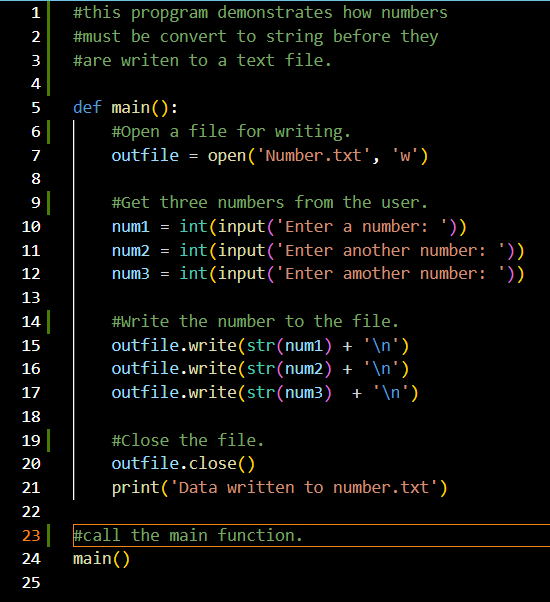 1 #this propgram demonstrates how numbers
2 #must be convert to string before they
3 #are writen to a text file.
4
5 def main():
6     #Open a file for writing.
7     outfile = open('Number.txt', 'w')
8
9     #Get three numbers from the user.
10     num1 = int(input('Enter a number: '))
11     num2 = int(input('Enter another number: '))
12     num3 = int(input('Enter amother number: '))
13
14     #Write the number to the file.
15     outfile.write(str(num1) + '\n')
16     outfile.write(str(num2) + '\n')
17     outfile.write(str(num3)  + '\n')
18
19     #Close the file.
20     outfile.close()
21     print('Data written to number.txt')
22
23 #call the main function.
24 main()
25